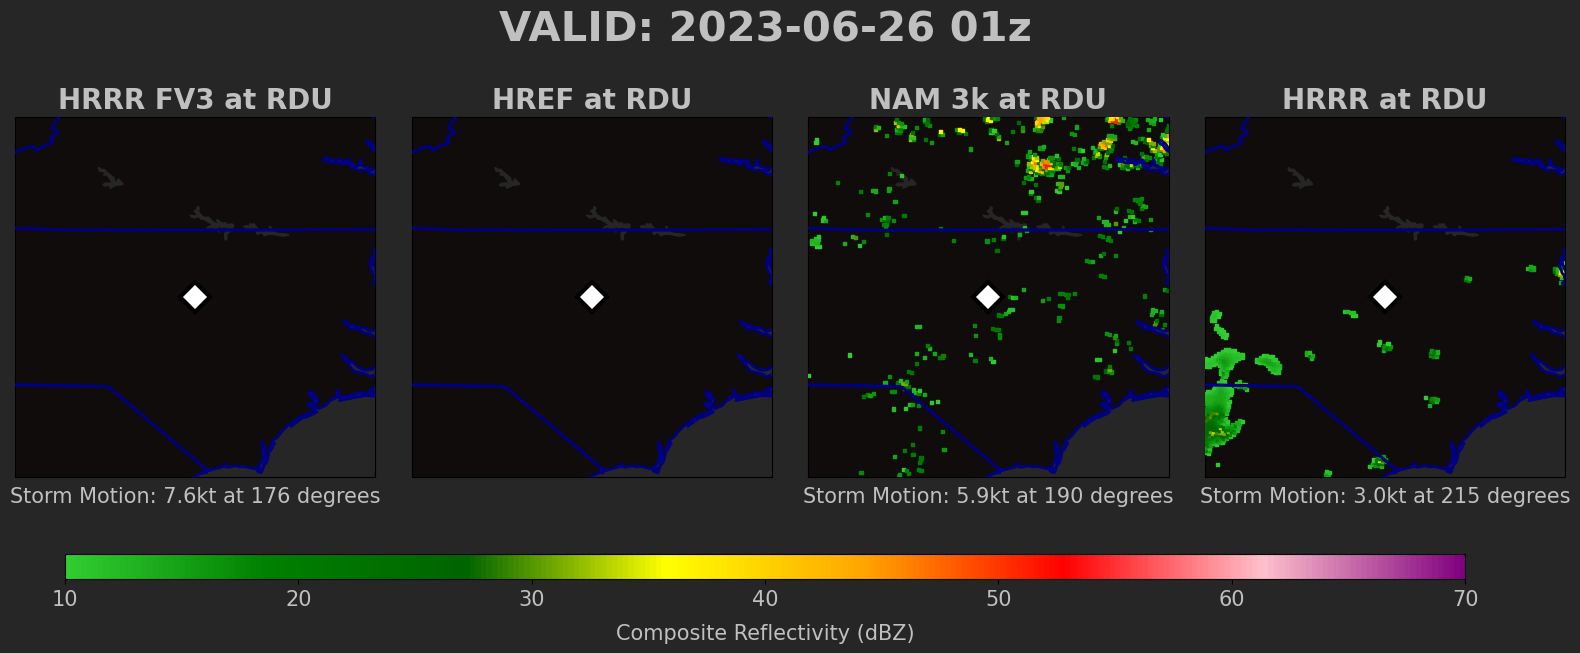 VALID: 2023-06-26 01z
HRRR FV3 at RDU
HREF at RDU
NAM 3k at RDU
HRRR at RDU
Storm Motion: 7.6kt at 176 degrees
Storm Motion: 5.9kt at 190 degrees
Storm Motion: 3.0kt at 215 degrees
10 20 30 40 50 60 70
Composite Reflectivity (dBZ)